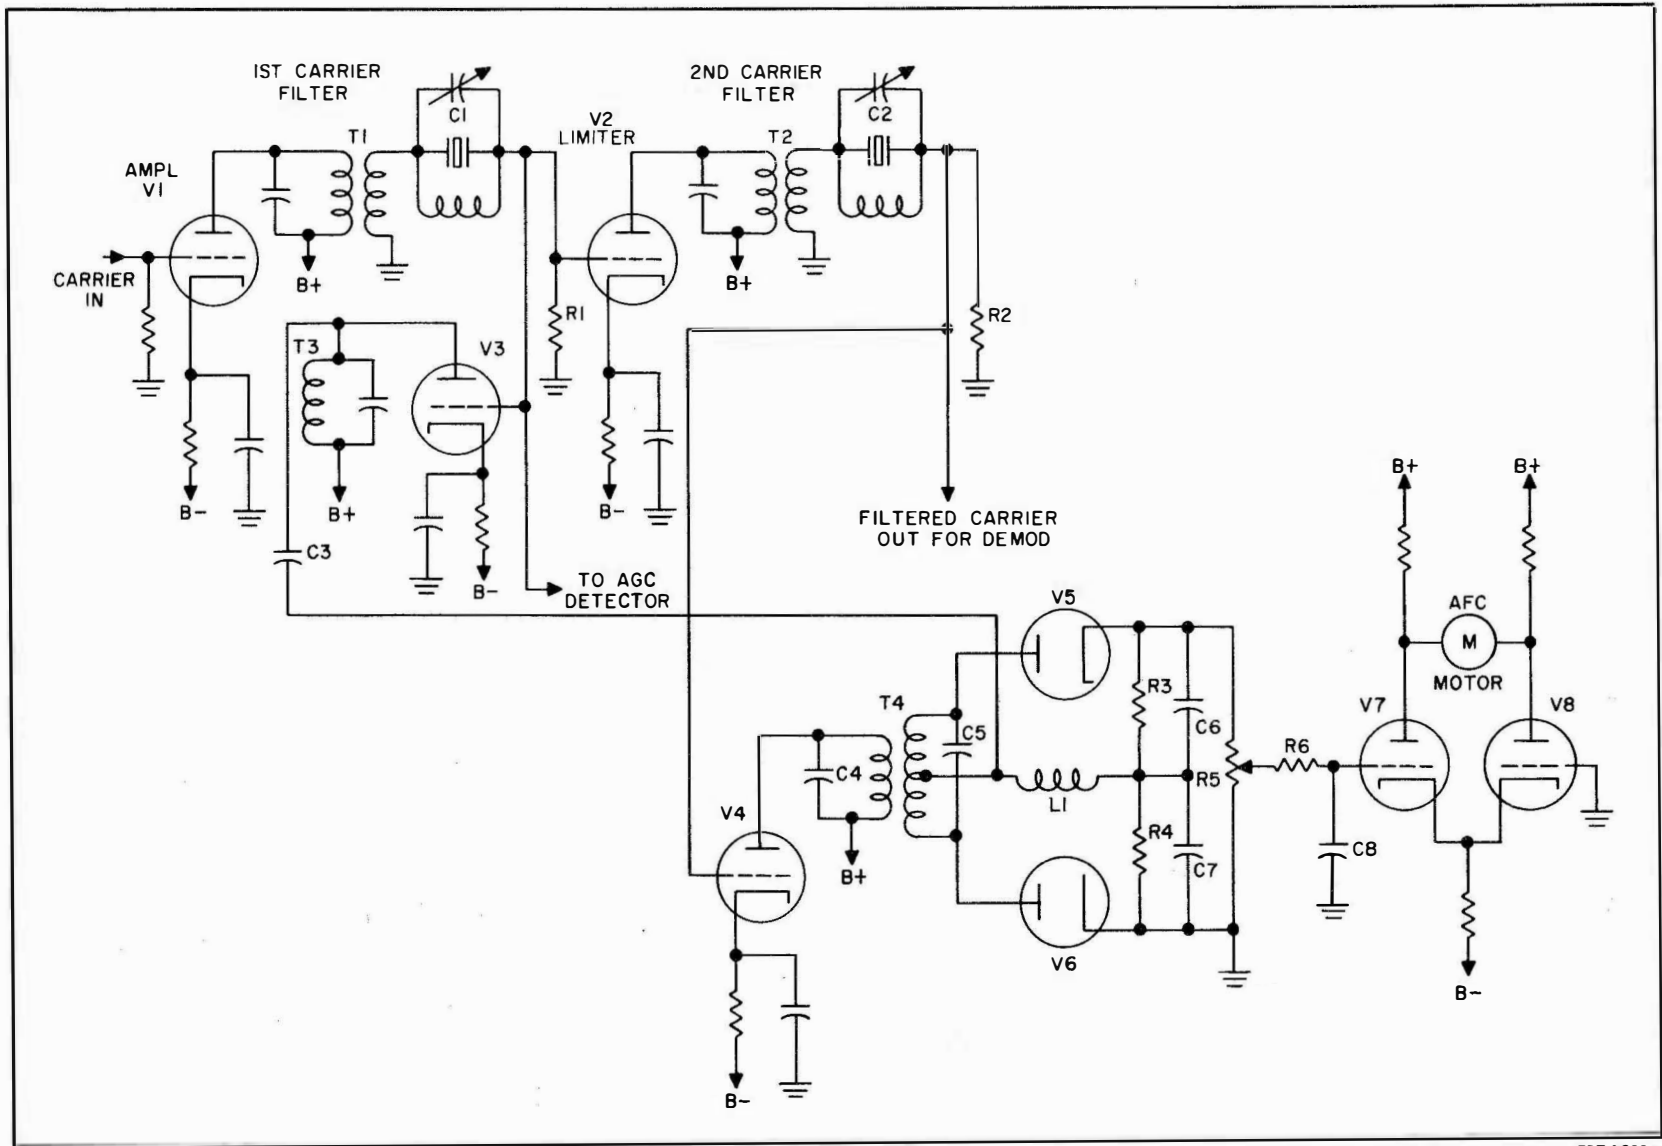 1ST CARRIER
FILTER
2ND CARRIER
FILTER
C1
C2
V2
LIMITER
T1
T2
AMPL
V1
CARRIER
IN
B+
B+
R1
R2
T3
V3
B-
B+
B-
B-
C3
TO AGC
DETECTOR
FILTERED CARRIER
OUT FOR DEMOD
B+
B+
V5
AFC
M
MOTOR
T4
R3
C6
V7
V8
C5
C4
L1
R5
R6
V4
R4
C7
C8
B+
V6
B-
B-